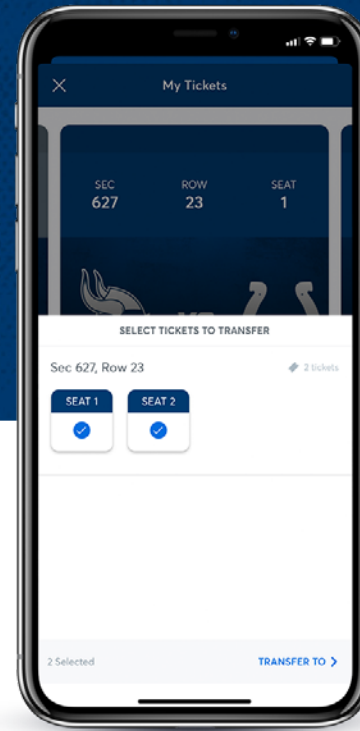 My Tickets
SEC ROW SEAT
627 23 1
SELECT TICKETS TO TRANSFER
Sec 627, Row 23 2 tickets
SEAT 1 SEAT 2
2 Selected TRANSFER TO